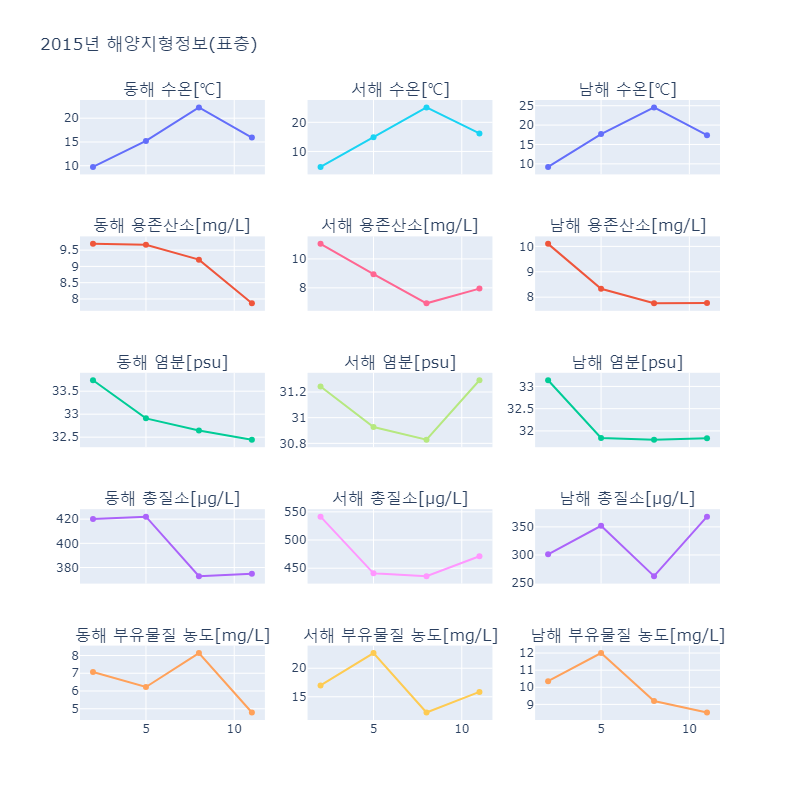 2015년 해양지형정보(표층)
동해 수온[℃] 서해 수온[℃] 남해 수온[℃]
20 20 25
15 10 20
10 15
10
동해 용존산소[mg/L] 서해 용존산소[mg/L] 남해 용존산소[mg/L]
9.5 10 10
9 8 9
8.5 8
8
동해 염분[psu] 서해 염분[psu] 남해 염분[psu]
33.5 31.2 33
33 31 32.5
32.5 30.8 32
동해 총질소[µg/L] 서해 총질소[µg/L] 남해 총질소[µg/L]
420 550 350
400 500 300
380 450 250
동해 부유물질 농도[mg/L] 서해 부유물질 농도[mg/L] 남해 부유물질 농도[mg/L]
8 20 12
7 15 11
6 10
5 9
5 10 5 10 5 10